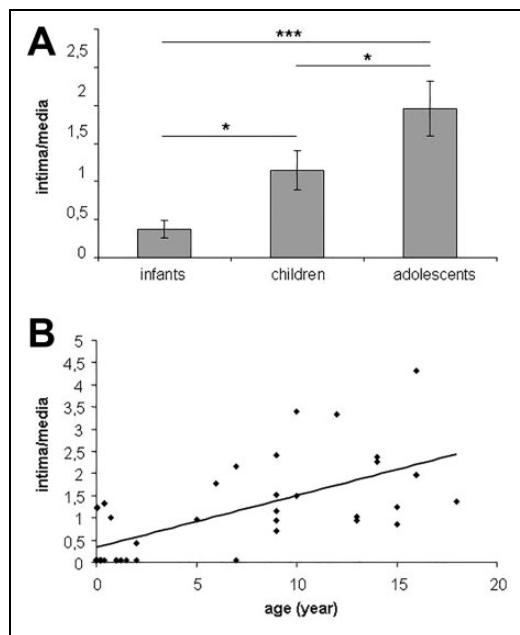 A
***
*
*
intima/media
2,5
2
1,5
1
0,5
0
infants children adolescents
B
intima/media
5
4,5
4
3,5
3
2,5
2
1,5
1
0,5
0
0 5 10 15 20
age (year)